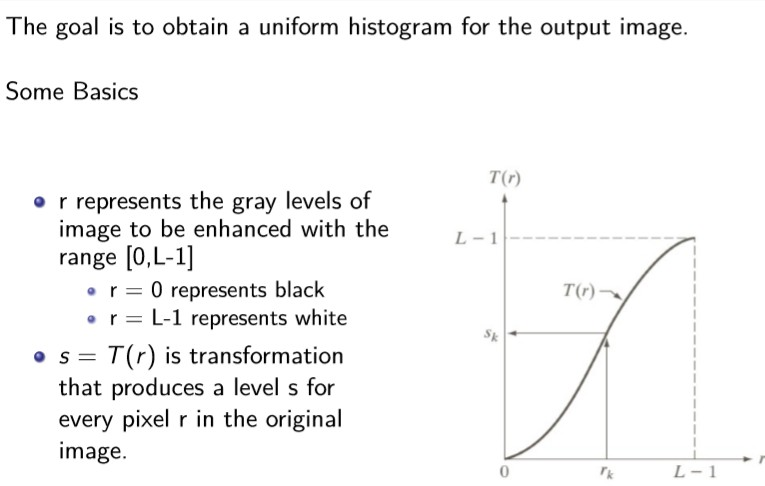 The goal is to obtain a uniform histogram for the output image.
Some Basics
r represents the gray levels of
image to be enhanced with the
range [0,L-1]
r = 0 represents black
r = L-1 represents white
s = T(r) is transformation
that produces a level s for
every pixel r in the original
image.
T(r)
L − 1
T(r)
sk
0
rk
L − 1
r